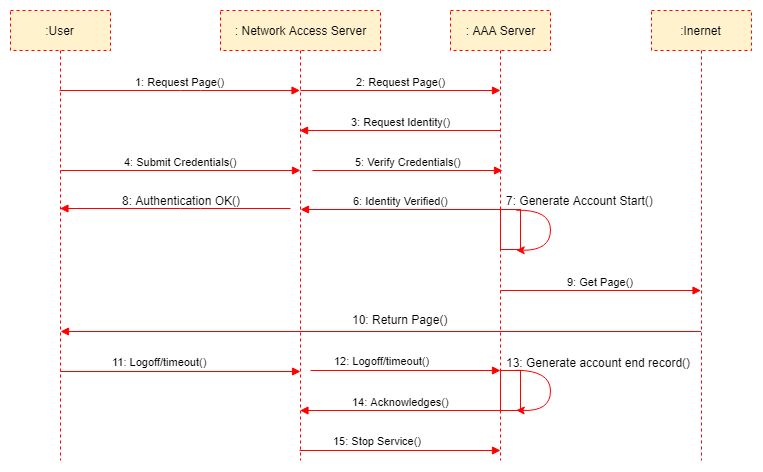 :User
: Network Access Server
: AAA Server
:Inernet
1: Request Page()
2: Request Page()
3: Request Identity()
4: Submit Credentials()
5: Verify Credentials()
8: Authentication OK()
6: Identity Verified()
7: Generate Account Start()
9: Get Page()
10: Return Page()
11: Logoff/timeout()
12: Logoff/timeout()
13: Generate account end record()
14: Acknowledges()
15: Stop Service()